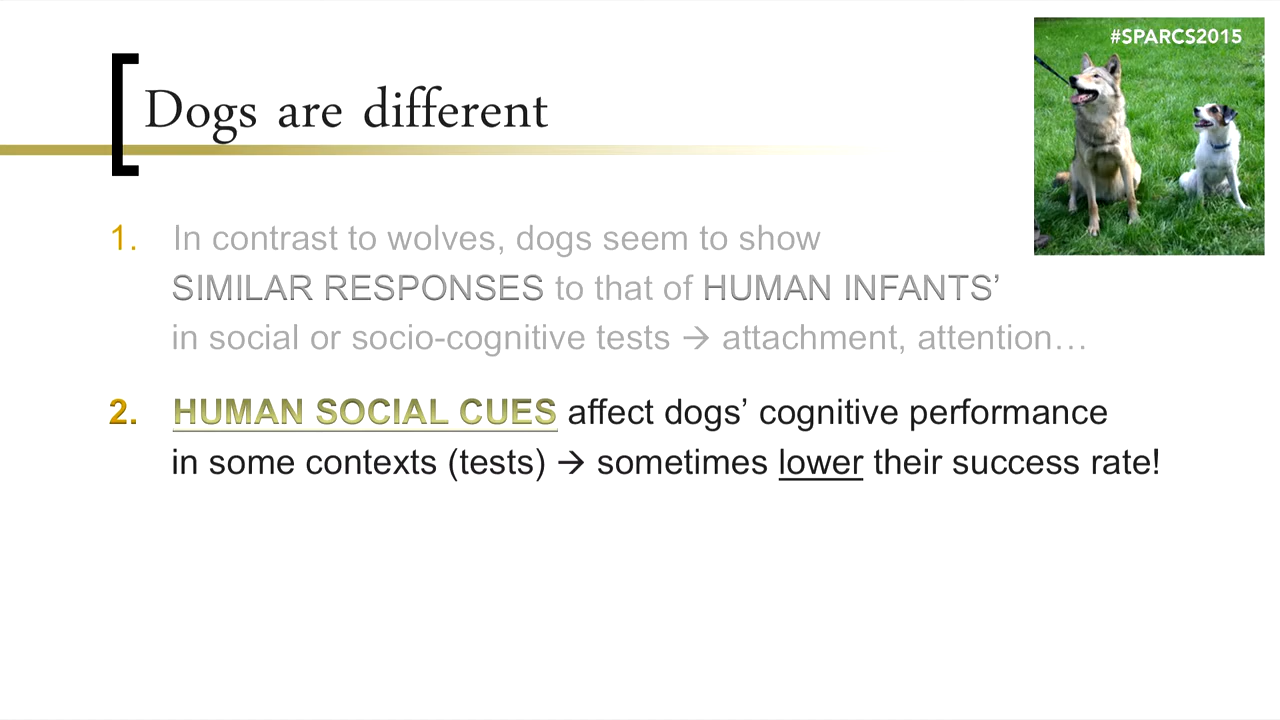 #SPARCS2015
Dogs are different
1. In contrast to wolves, dogs seem to show
SIMILAR RESPONSES to that of HUMAN INFANTS’
in social or socio-cognitive tests → attachment, attention…
2. HUMAN SOCIAL CUES affect dogs’ cognitive performance
in some contexts (tests) → sometimes lower their success rate!